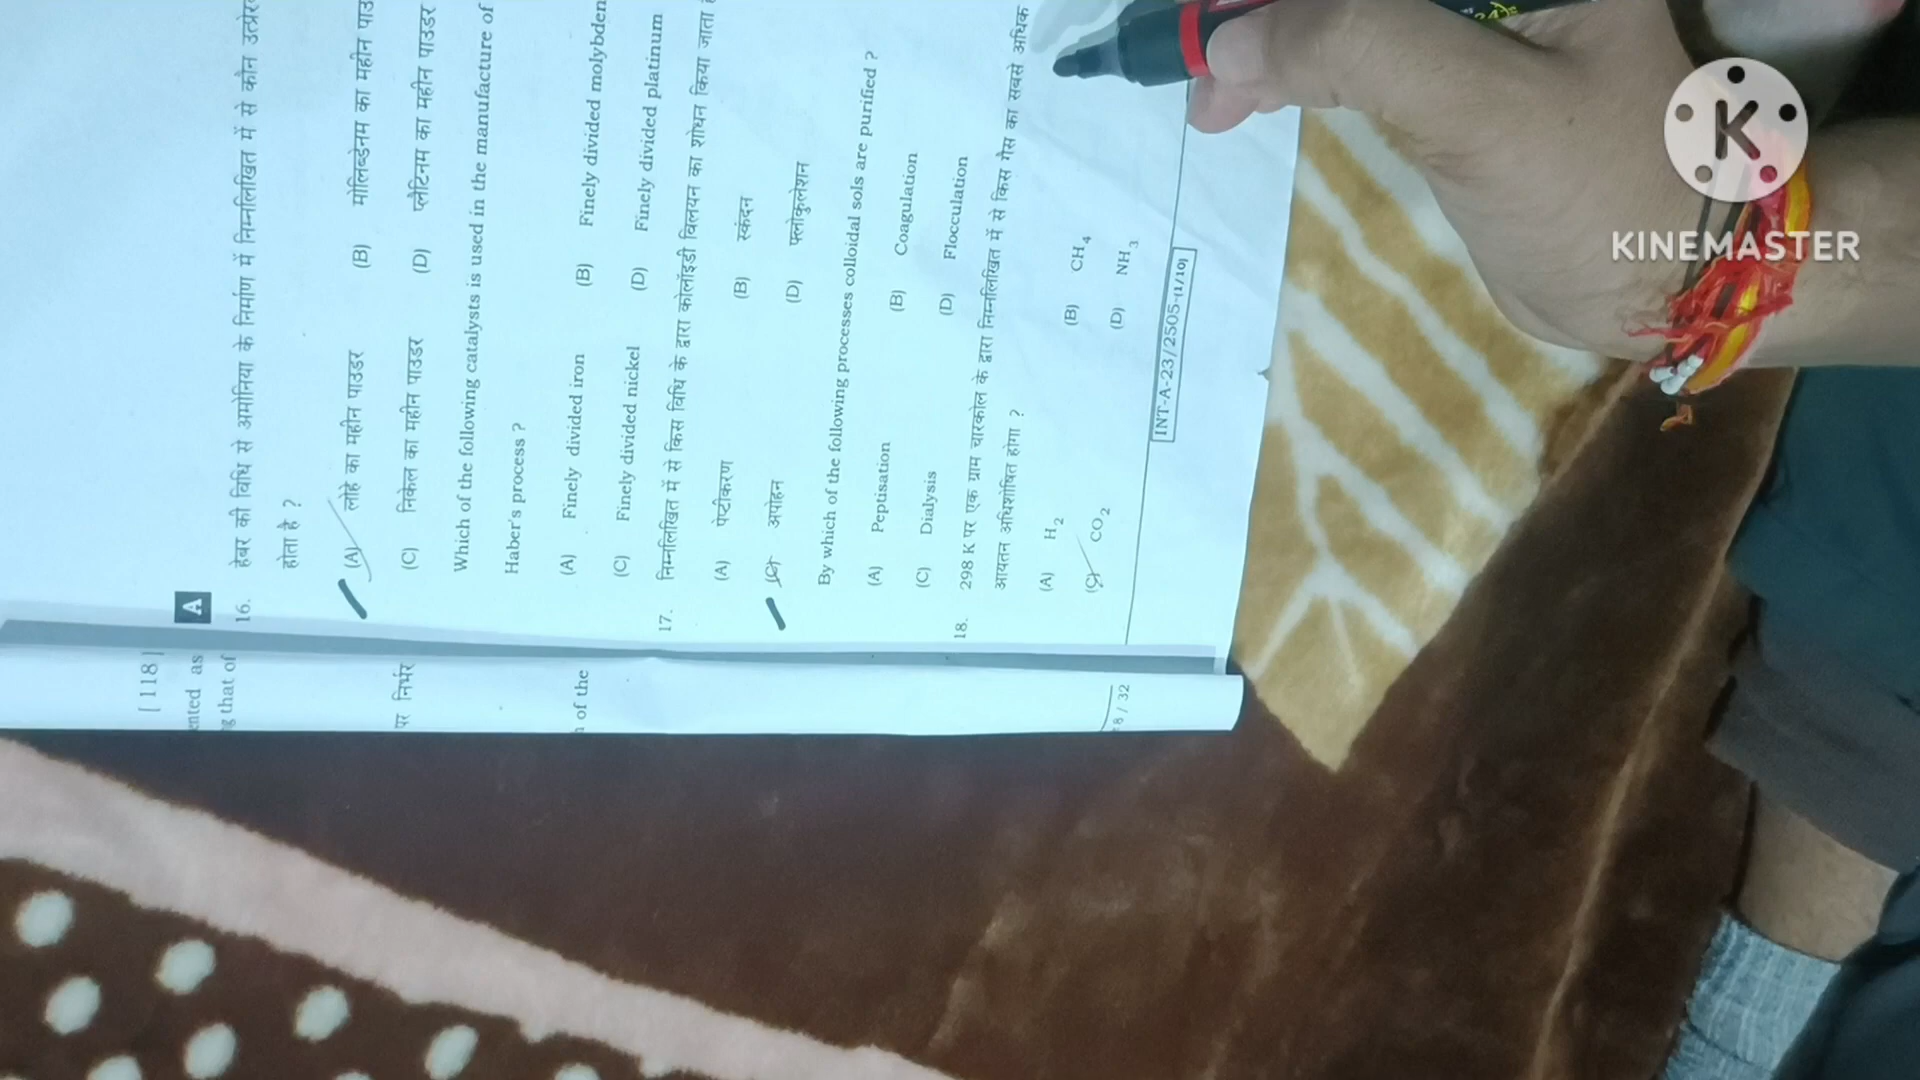 [ 118 ]
ented as
g that of
पर निर्भर
of the
8 / 32
A
16. हेबर की विधि से अमोनिया के निर्माण में निम्नलिखित में से कौन
होता है ?
(A) लोहे का महीन पाउडर (B) मोलिब्डेनम का महीन पाउ
(C) निकेल का महीन पाउडर (D) प्लैटिनम का महीन पाउडर
Which of the following catalysts is used in the manufacture of
Haber's process ?
(A) Finely divided iron (B) Finely divided molybden
(C) Finely divided nickel (D) Finely divided platinum
17. निम्नलिखित में से किस विधि के द्वारा कोलॉइडी विलयन का शोधन किया जाता
(A) पेप्टीकरण (B) स्कंदन
(C) अपोहन (D) फ्लोकुलेशन
By which of the following processes colloidal sols are purified ?
(A) Peptisation (B) Coagulation
(C) Dialysis (D) Flocculation
18. 298 K पर एक ग्राम चारकोल के द्वारा निम्नलिखित में से किस गैस का सबसे अधिक
आयतन अधिशोषित होगा ?
(A) H2 (B) CH4
(C) CO2 (D) NH3
INT-A-23/2505-(1/10)
K
KINEMASTER